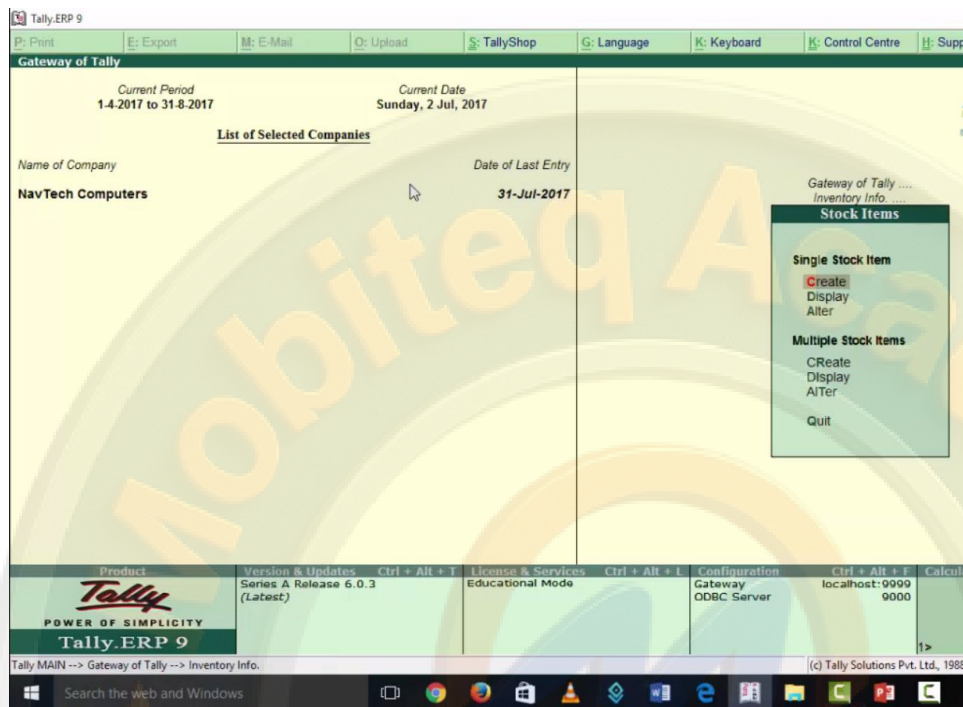 Tally.ERP 9
P: Print E: Export M: E-Mail O: Upload S: TallyShop G: Language K: Keyboard K: Control Centre H: Supp
Gateway of Tally
Current Period Current Date
1-4-2017 to 31-8-2017 Sunday, 2 Jul, 2017
List of Selected Companies
Name of Company Date of Last Entry
NavTech Computers 31-Jul-2017
Gateway of Tally ....
Inventory Info. ....
Stock Items
Single Stock Item
Create
Display
Alter
Multiple Stock Items
CReate
DIsplay
AlTer
Quit
Mobiteq Aca
Product Version & Updates Ctrl + Alt + T License & Services Ctrl + Alt + L Configuration Ctrl + Alt + F Calcul
Tally
POWER OF SIMPLICITY
Tally.ERP 9
Series A Release 6.0.3 Educational Mode Gateway localhost:9999
(Latest) ODBC Server 9000
1>
Tally MAIN --> Gateway of Tally --> Inventory Info. (c) Tally Solutions Pvt. Ltd., 1988
Search the web and Windows